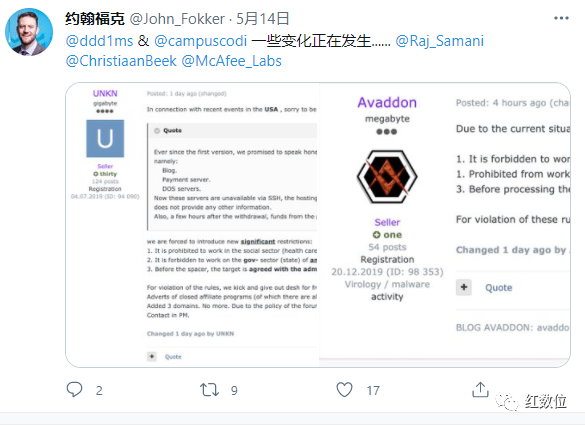 约翰福克 @John_Fokker · 5月14日
@ddd1ms & @campuscodi 一些变化正在发生...... @Raj_Samani
@ChristiaanBeek @McAfee_Labs
UNKN
gigabyte
U
Seller
thirty
124 posts
Registration
04.07.2019 (ID: 94 090)
Posted: 1 day ago (changed)
In connection with recent events in the USA , sorry to be
Quote
Ever since the first version, we promised to speak hone
namely:
Blog.
Payment server.
DOS servers.
Now these servers are unavailable via SSH, the hosting
does not provide any other information.
Also, a few hours after the withdrawal, funds from the
we are forced to introduce new significant restrictions:
1. It is prohibited to work in the social sector (health care
2. It is forbidden to work on the gov- sector (state) of
3. Before the spacer, the target is agreed with the adm
For violation of the rules, we kick and give out desh for fr
Adverts of closed affiliate programs (of which there are al
Added 3 domains. No more. Due to the policy of the forum
Contact in PM.
Changed 1 day ago by UNKN
Quote
Avaddon
megabyte
Seller
one
54 posts
Registration
20.12.2019 (ID: 98 353)
Virology / malware
activity
Posted: 4 hours ago (chan
Due to the current situa
1. It is forbidden to wor
1. Prohibited from work
3. Before processing the
For violation of these ru
Changed 1 day ago by
Quote
BLOG AVADDON: avaddo
2
9
17
红数位